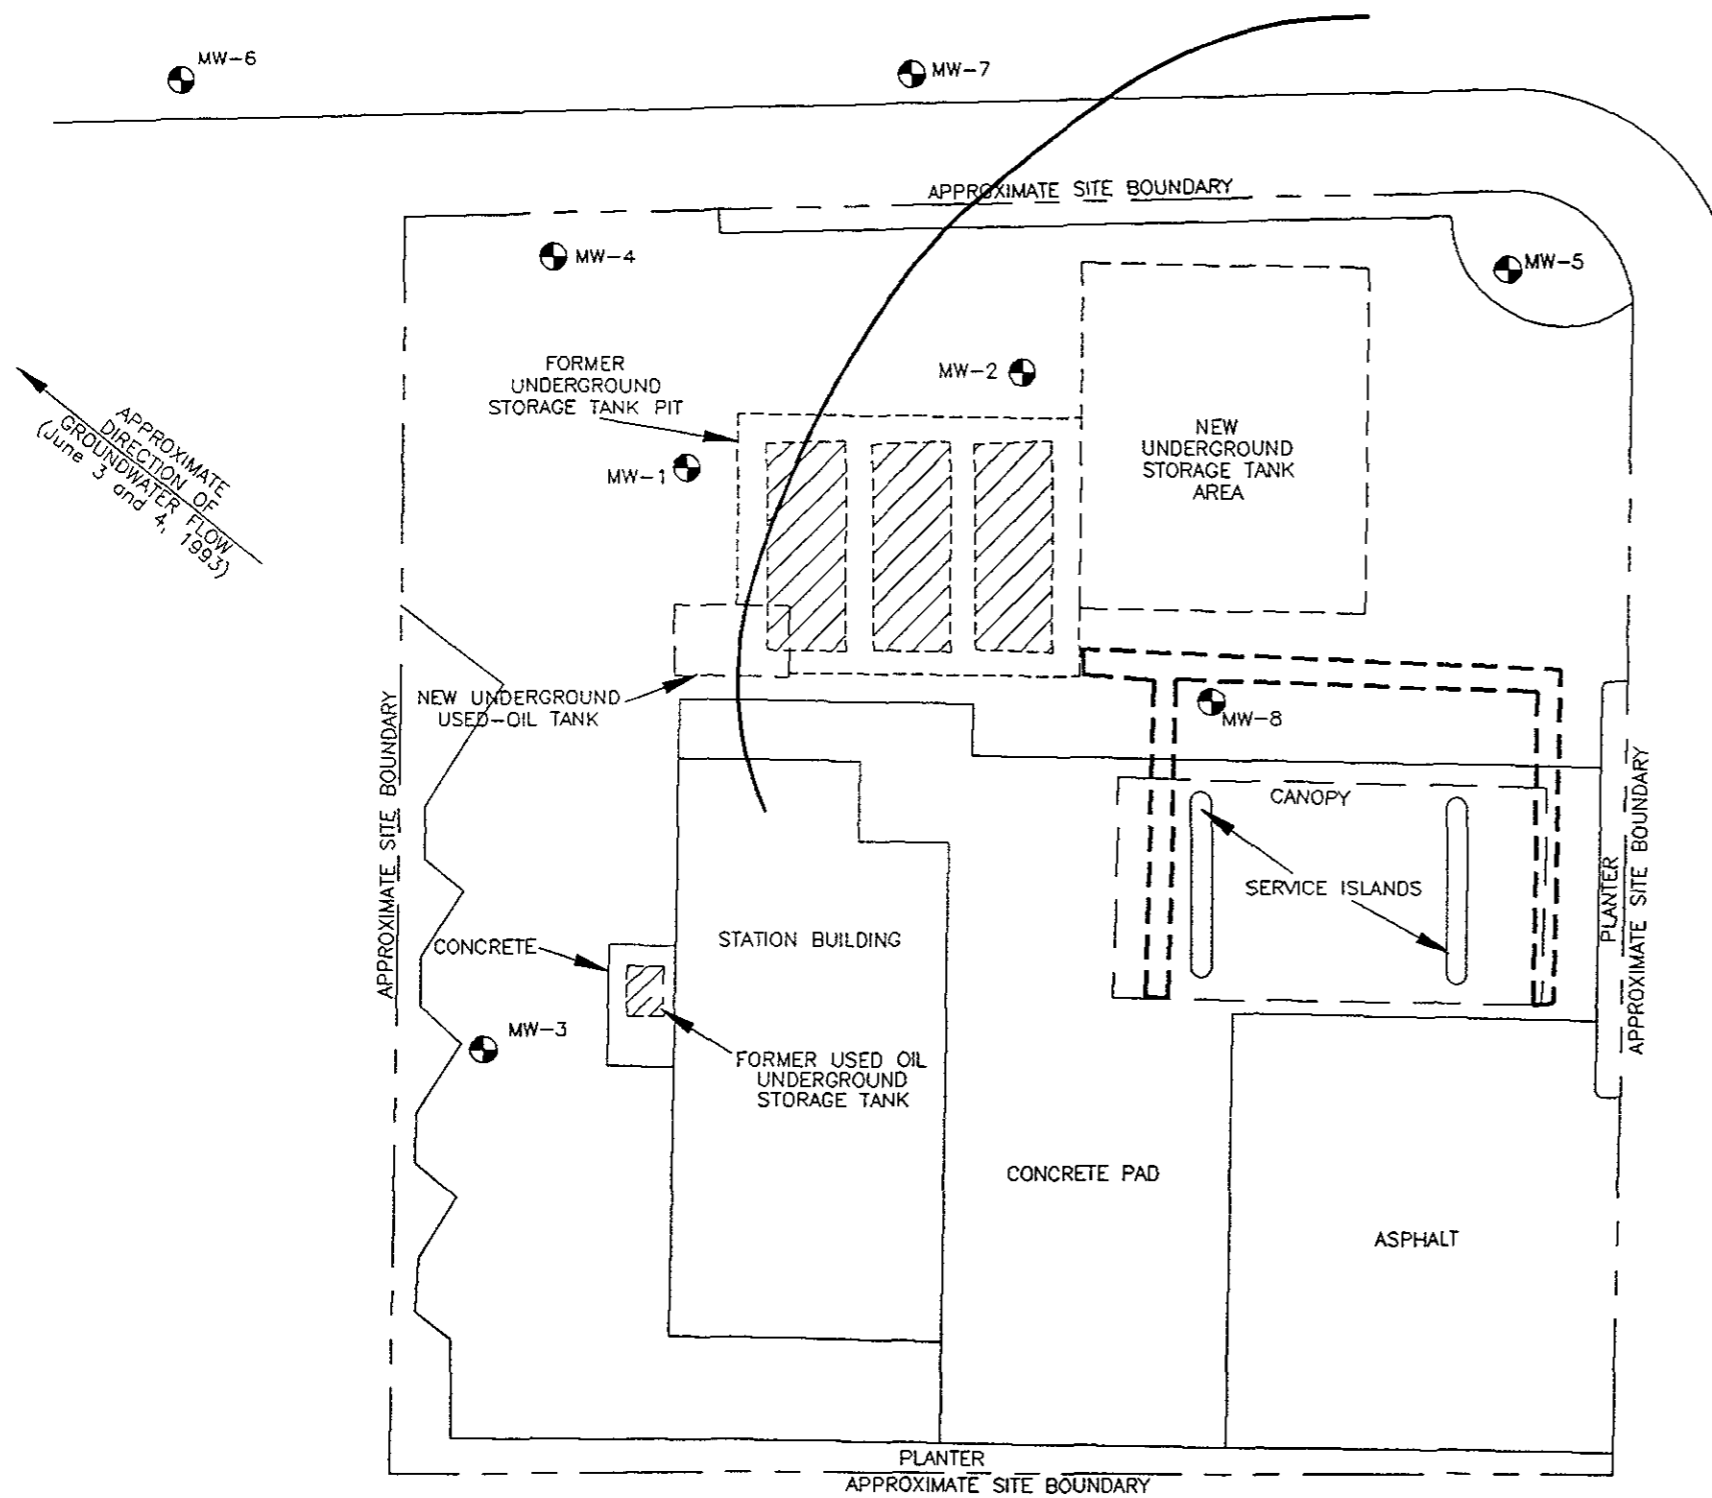 MW-6
MW-7
APPROXIMATE SITE BOUNDARY
MW-4
MW-5
FORMER
UNDERGROUND
STORAGE TANK PIT
MW-2
APPROXIMATE
DIRECTION OF
GROUNDWATER FLOW
(June 3 and 4, 1993)
NEW
UNDERGROUND
STORAGE TANK
AREA
MW-1
NEW UNDERGROUND
USED-OIL TANK
MW-8
APPROXIMATE SITE BOUNDARY
CANOPY
SERVICE ISLANDS
PLANTER
APPROXIMATE SITE BOUNDARY
CONCRETE
STATION BUILDING
MW-3
FORMER USED OIL
UNDERGROUND
STORAGE TANK
CONCRETE PAD
ASPHALT
PLANTER
APPROXIMATE SITE BOUNDARY